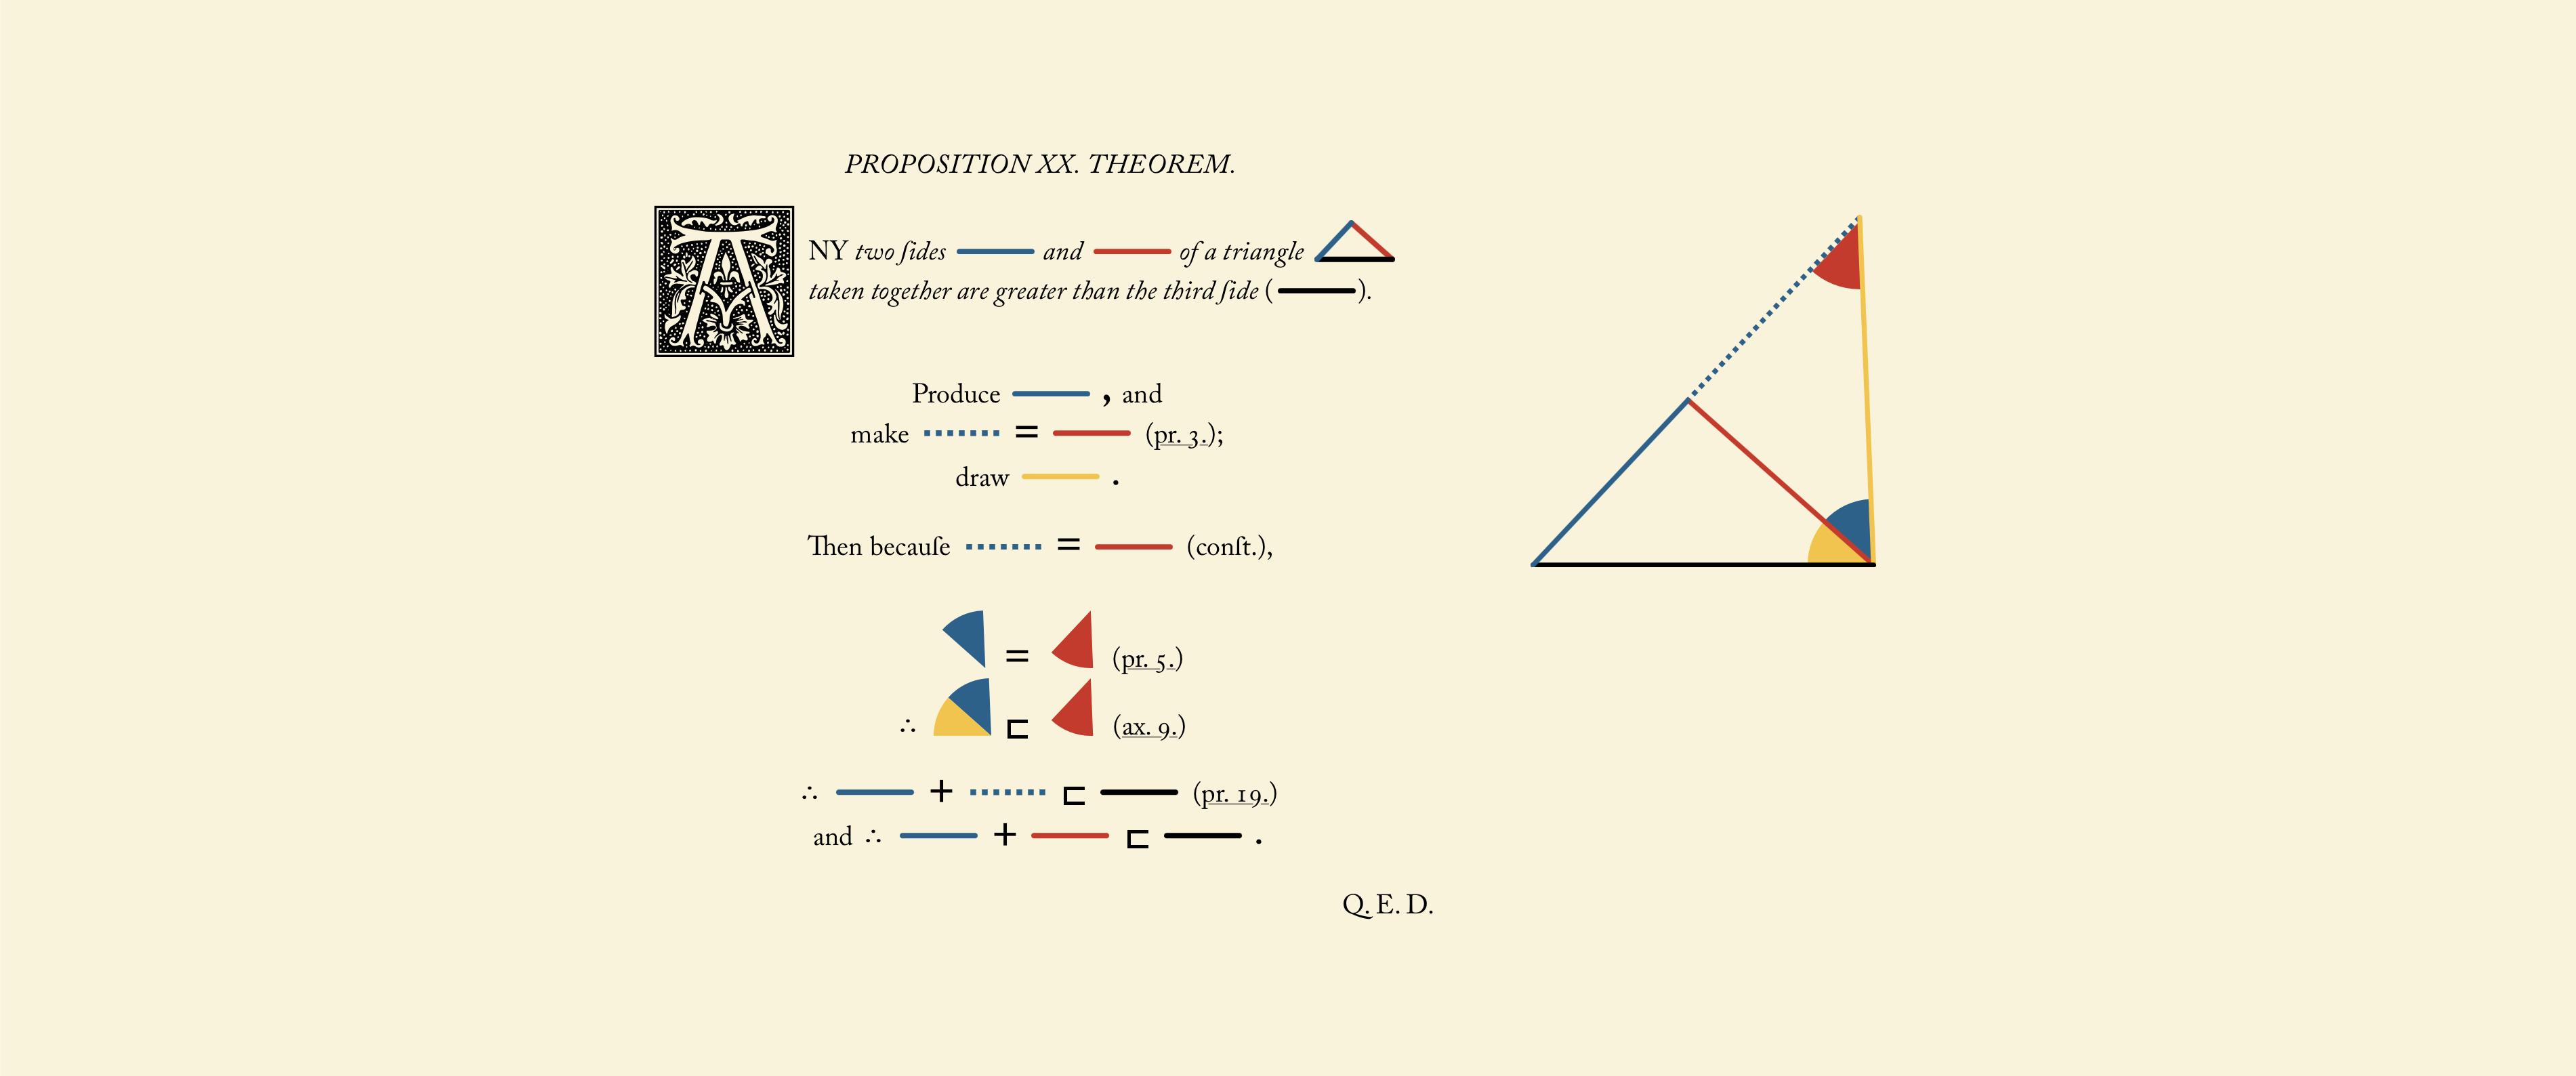 PROPOSITION XX. THEOREM.
ANY two ſides and of a triangle
taken together are greater than the third ſide ( ).
Produce , and
make = (pr. 3.);
draw .
Then becauſe = (conſt.),
= (pr. 5.)
∴ ⊏ (ax. 9.)
∴ + ⊏ (pr. 19.)
and ∴ + ⊏ .
Q. E. D.